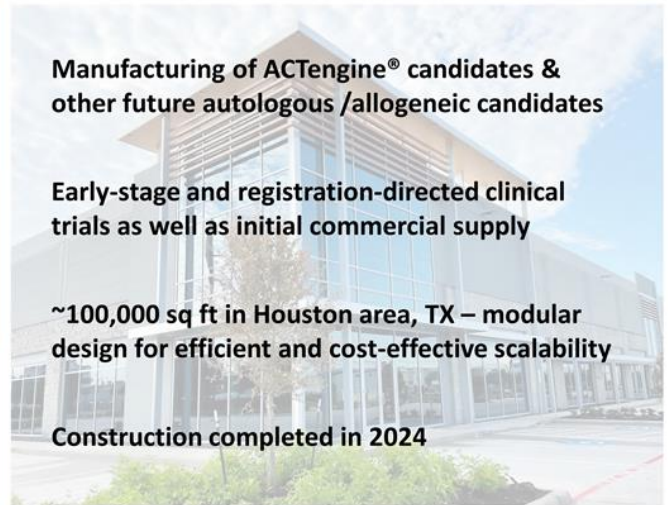 Manufacturing of ACTengine® candidates &
other future autologous /allogeneic candidates
Early-stage and registration-directed clinical
trials as well as initial commercial supply
~100,000 sq ft in Houston area, TX – modular
design for efficient and cost-effective scalability
Construction completed in 2024